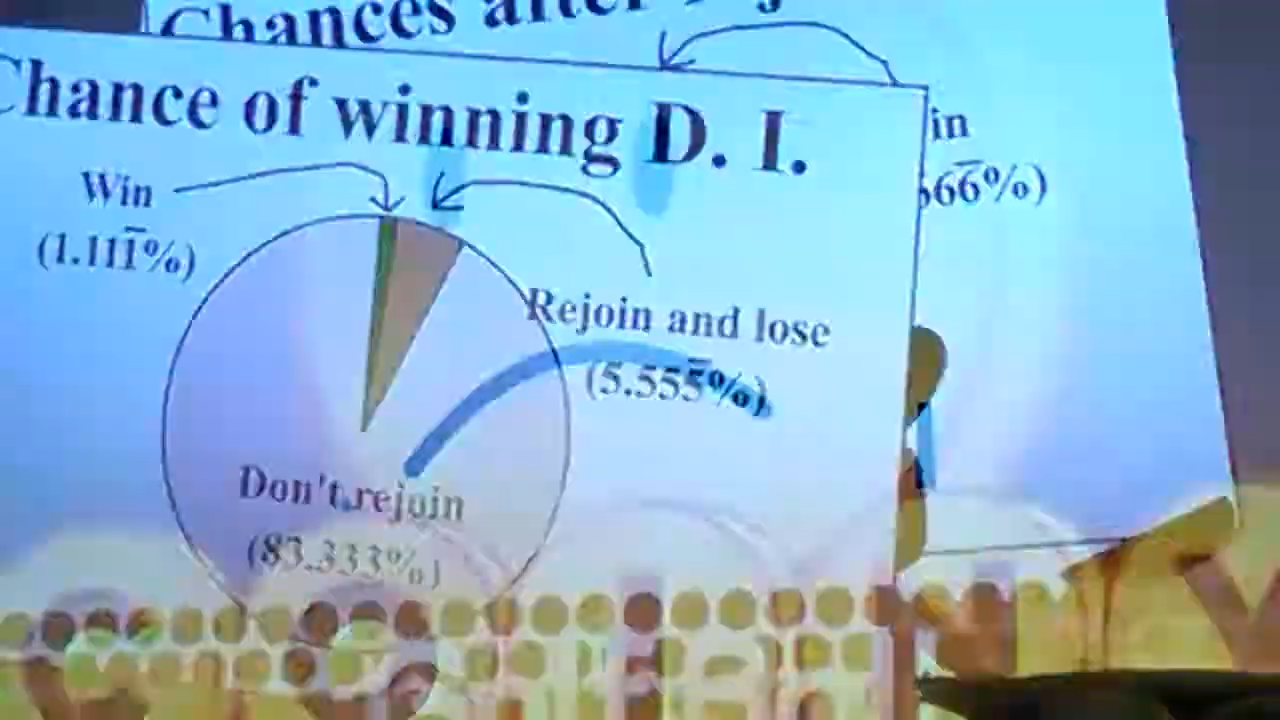 Chances after
Chance of winning D. I.
in
66̅%)
Win
(1.111̅%)
Rejoin and lose
(5.555̅%)
Don't rejoin
(83.333%)